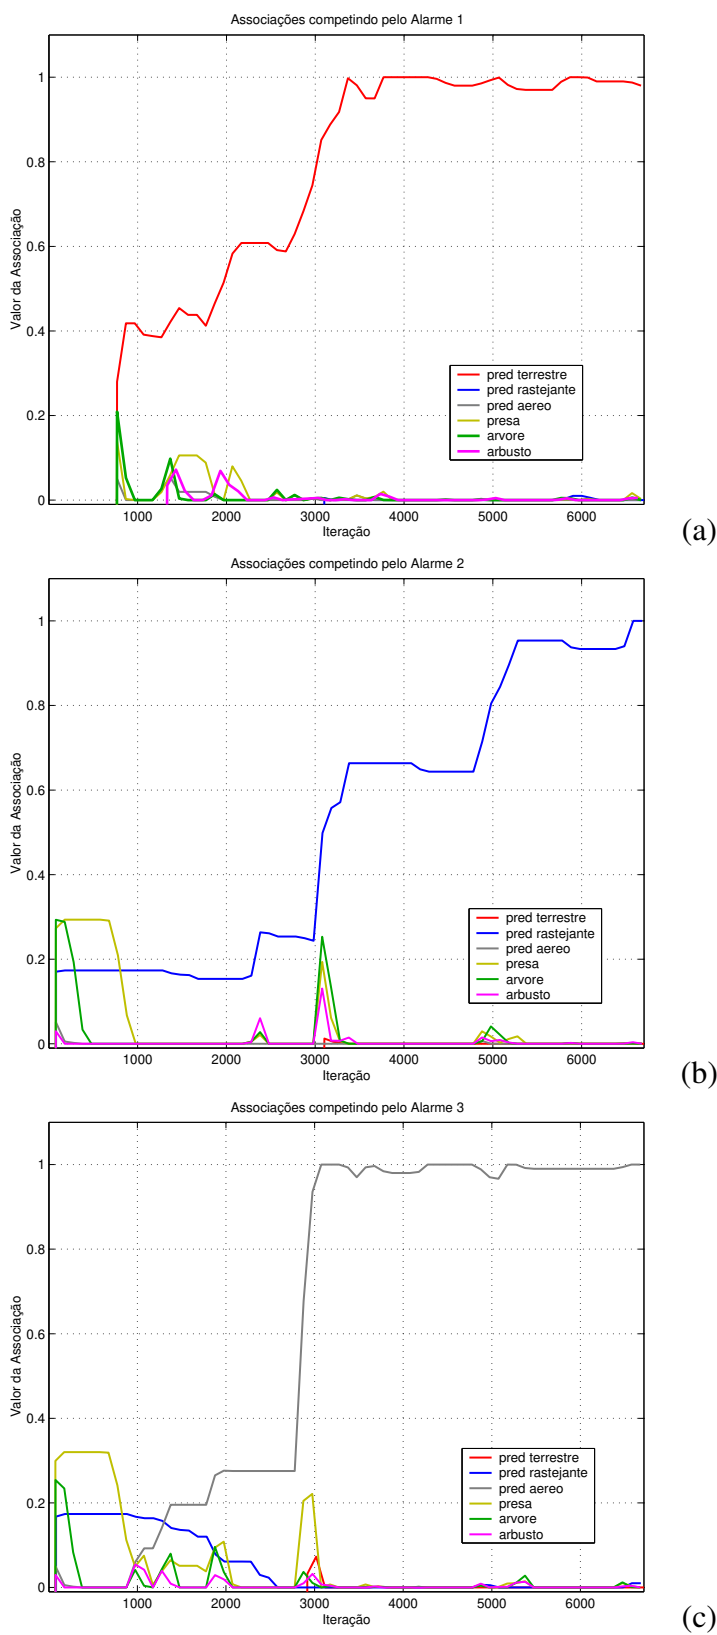 Associações competindo pelo Alarme 1
Valor da Associação
1
0.8
0.6
0.4
0.2
0
pred terrestre
pred rastejante
pred aereo
presa
arvore
arbusto
1000 2000 3000 4000 5000 6000
Iteração
(a)
Associações competindo pelo Alarme 2
Valor da Associação
1
0.8
0.6
0.4
0.2
0
pred terrestre
pred rastejante
pred aereo
presa
arvore
arbusto
1000 2000 3000 4000 5000 6000
Iteração
(b)
Associações competindo pelo Alarme 3
Valor da Associação
1
0.8
0.6
0.4
0.2
0
pred terrestre
pred rastejante
pred aereo
presa
arvore
arbusto
1000 2000 3000 4000 5000 6000
Iteração
(c)